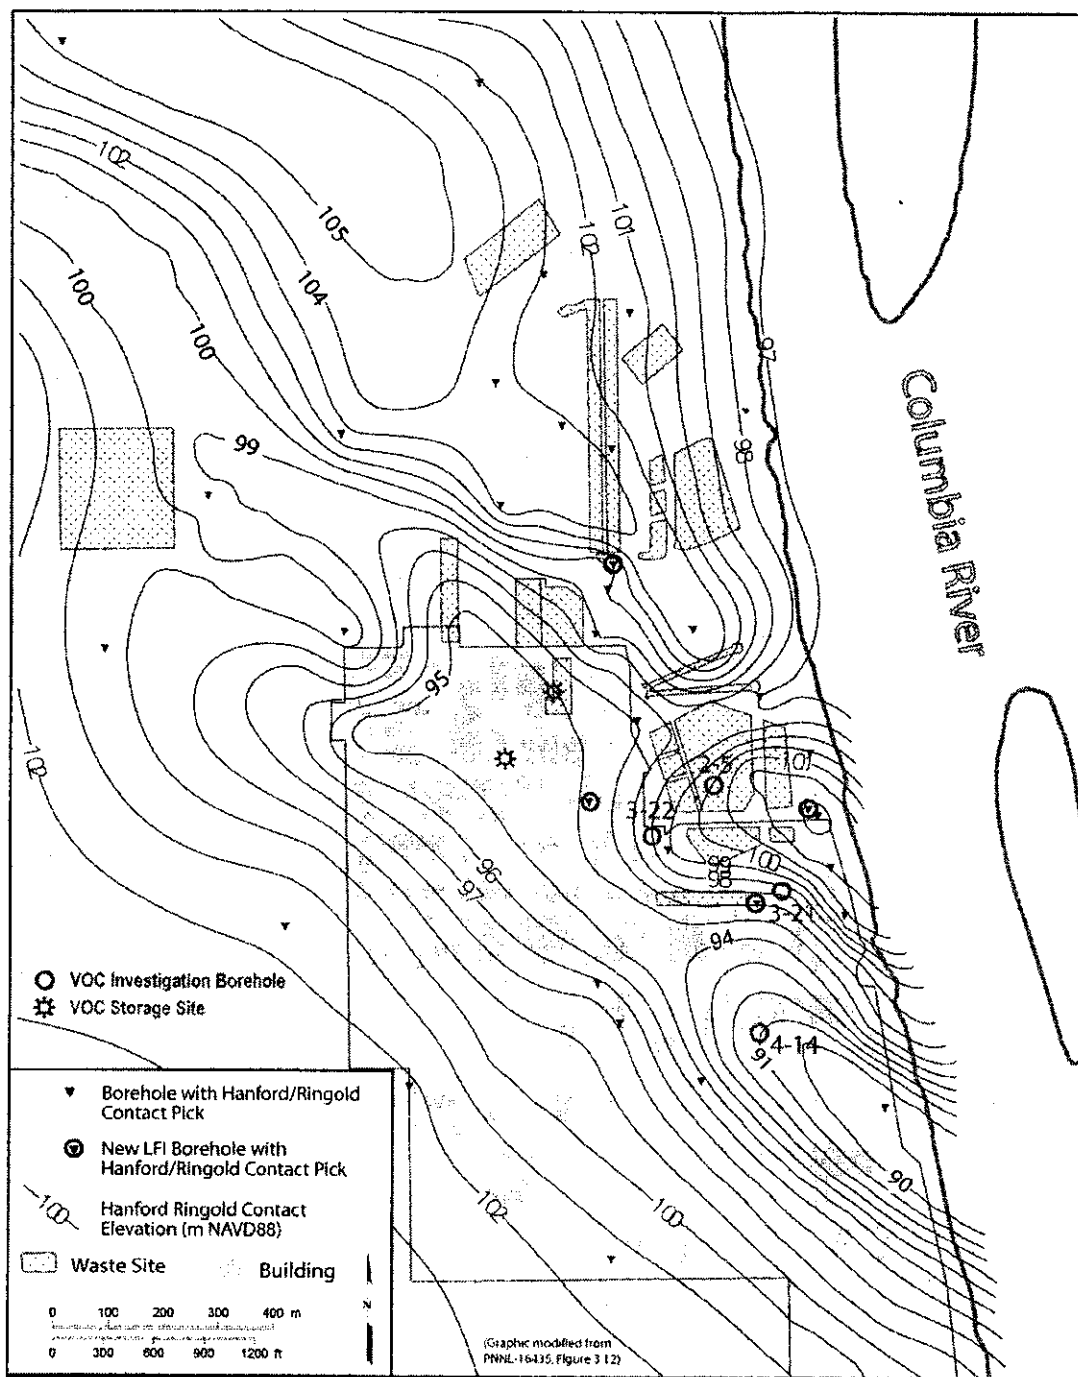 102
105
102
101
100
104
100
97
99
98
Columbia River
95
102
2-5
101
3-22
96
97
99
98
100
3-21
94
4-14
91
90
102
100
VOC Investigation Borehole
VOC Storage Site
Borehole with Hanford/Ringold
Contact Pick
New LFI Borehole with
Hanford/Ringold Contact Pick
100
Hanford Ringold Contact
Elevation (m NAVD88)
Waste Site
Building
0 100 200 300 400 m
0 300 600 900 1200 ft
N
(Graphic modified from
PNNL-16435, Figure 3.12)